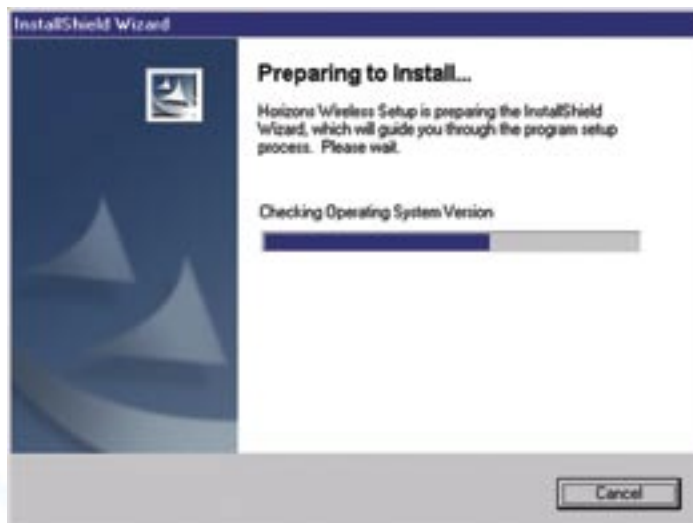 InstallShield Wizard
Preparing to Install...
Horizons Wireless Setup is preparing the InstallShield
Wizard, which will guide you through the program setup
process. Please wait.
Checking Operating System Version
Cancel